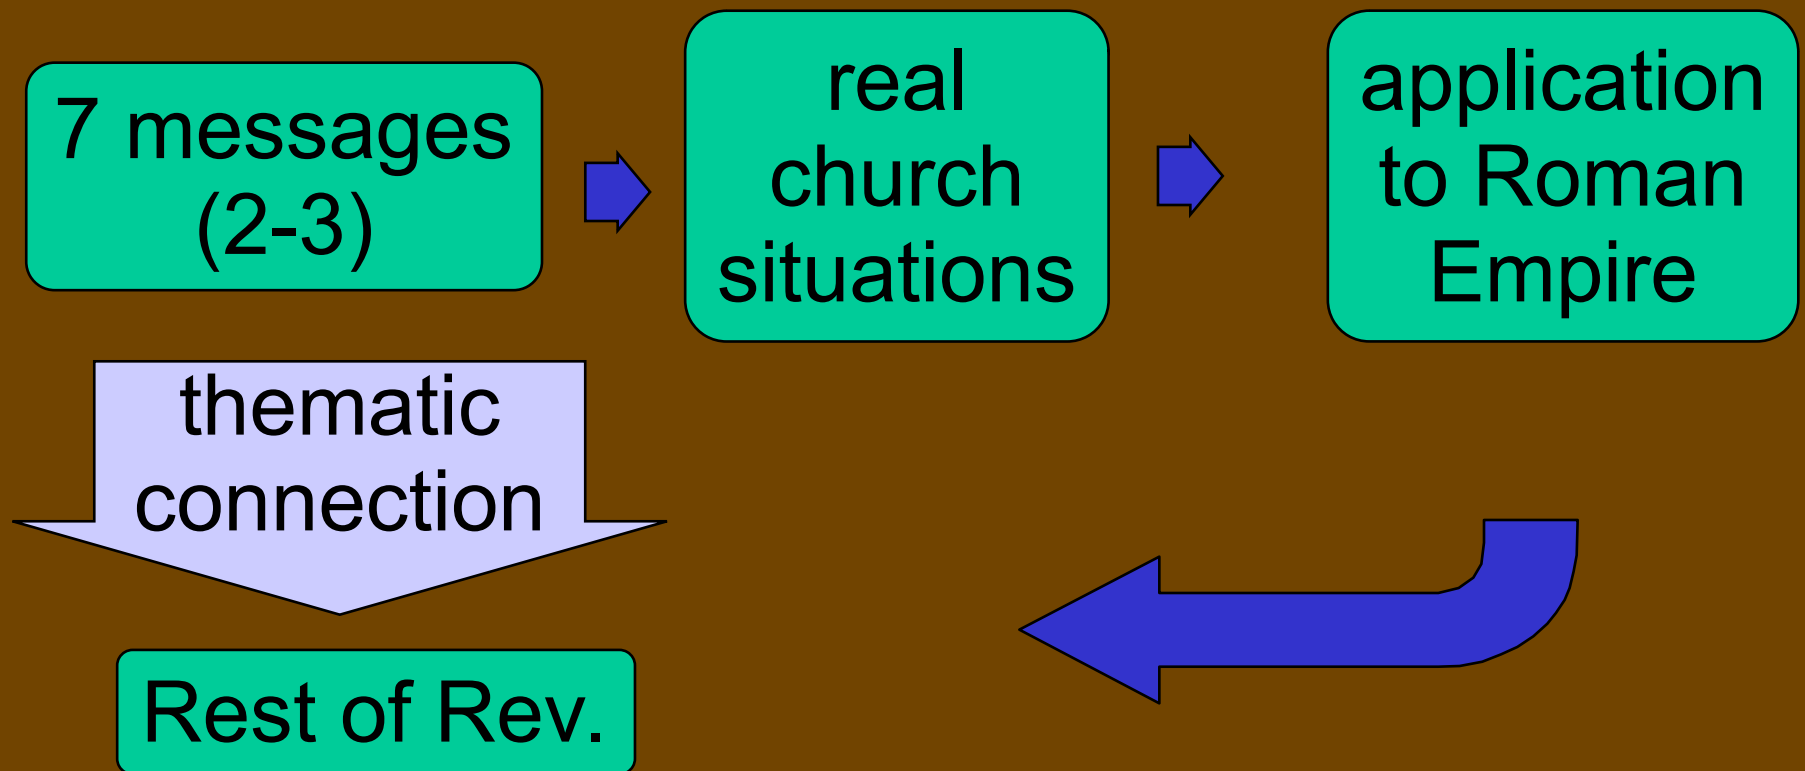 7 messages
(2-3)
real
church
situations
application
to Roman
Empire
thematic
connection
Rest of Rev.